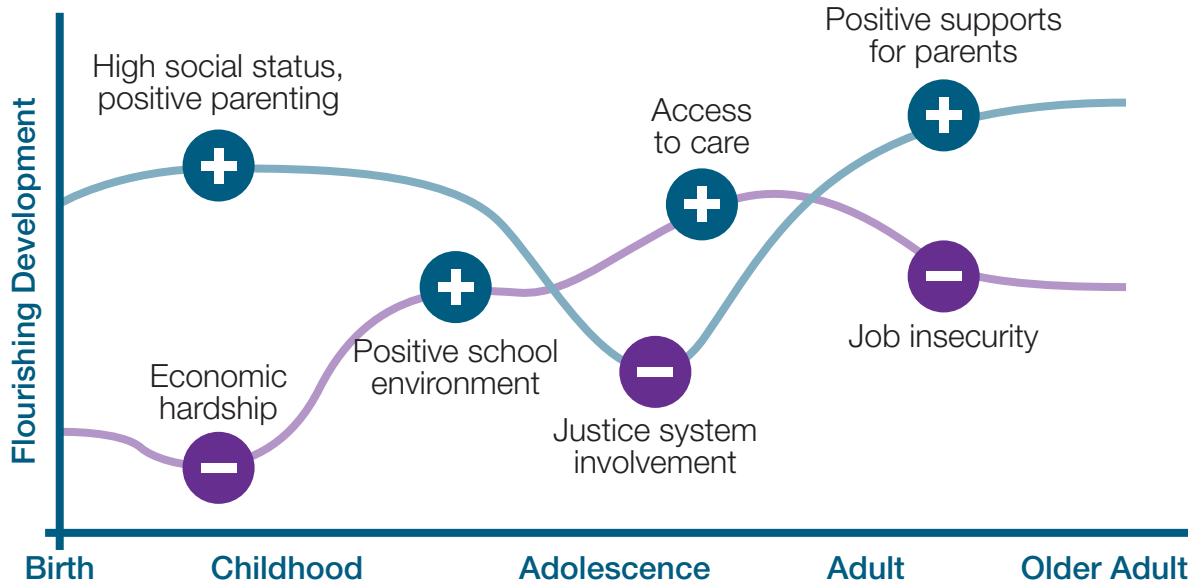 Positive supports
for parents
High social status,
positive parenting
Access
to care
Flourishing Development
Positive school
environment
Job insecurity
Economic
hardship
Justice system
involvement
Birth
Childhood
Adolescence
Adult
Older Adult